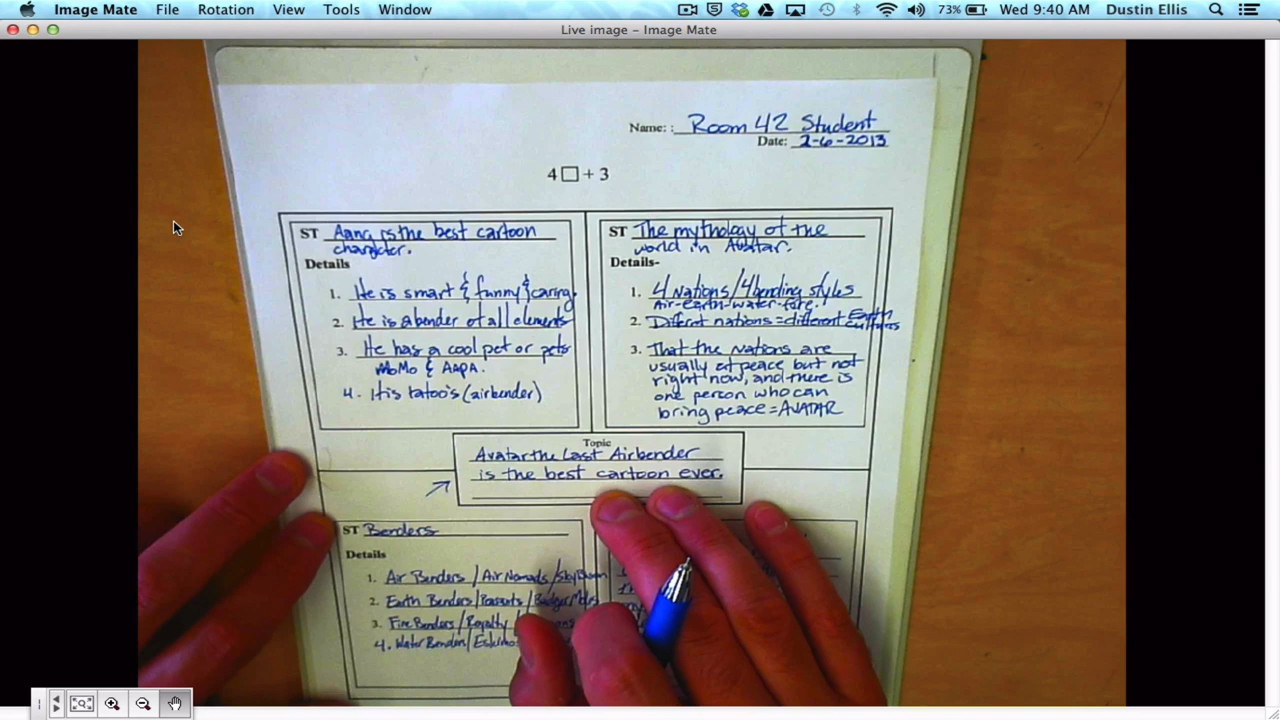 Image Mate File Rotation View Tools Window 73% Wed 9:40 AM Dustin Ellis
Live image – Image Mate
Name: : Room 42 Student
Date: 2-6-2013
4 □ + 3
ST Aang is the best cartoon
character.
Details
1. He is smart & funny & caring.
2. He is a bender of all elements
3. He has a cool pet or pets
MoMo & AAPA.
4. His tatoo's (airbender)
ST The mythology of the
world in Avatar.
Details-
1. 4 Nations/4 bending styles
Air-earth-water-fire.
2. Differnt nations = different Earth
cultures
3. That the Nations are
usually at peace but not
right now, and there is
one person who can
bring peace = AVATAR
Topic
Avatar the Last Airbender
is the best cartoon ever.
ST Benders
Details
1. Air Benders / Air Nomads /
2. Earth Benders / Peasants /
3. Fire Benders / Royalty /
4. Water Benders /